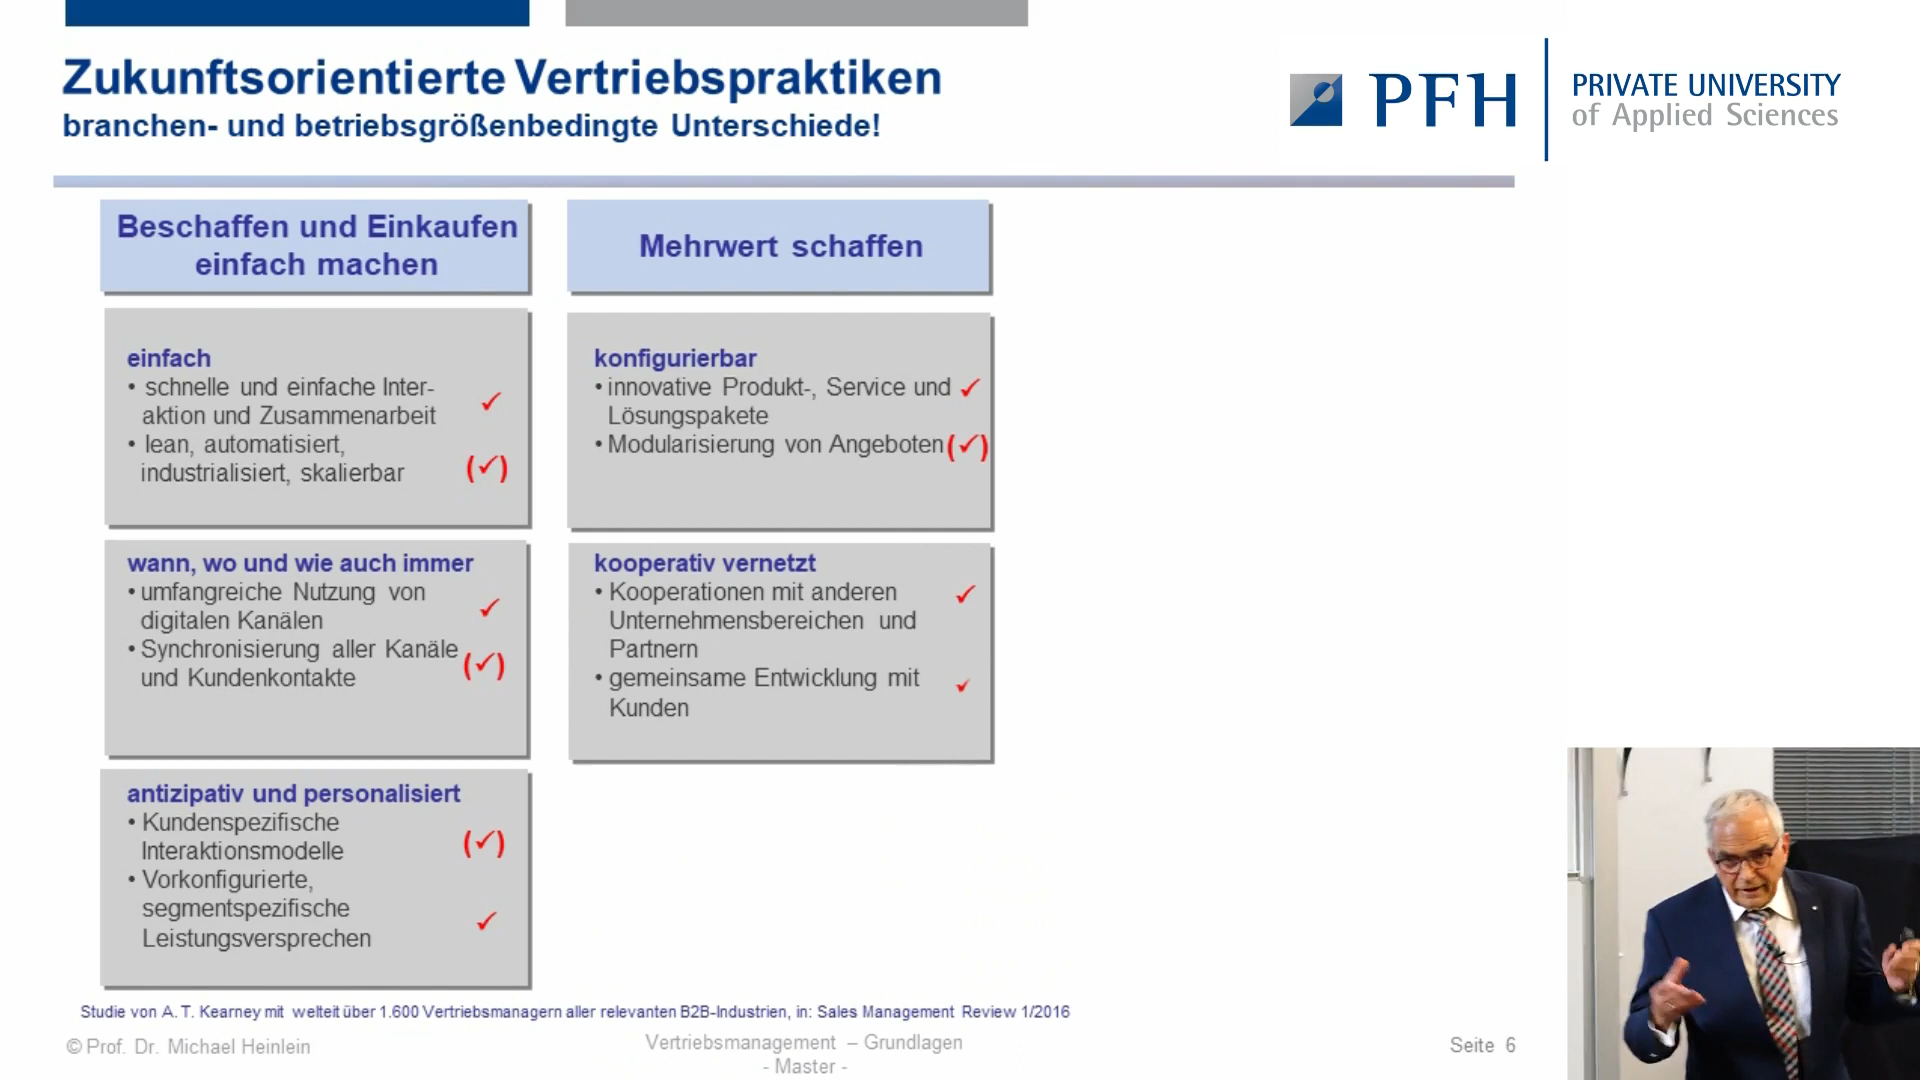 Zukunftsorientierte Vertriebspraktiken
branchen- und betriebsgrößenbedingte Unterschiede!
PFH
PRIVATE UNIVERSITY
of Applied Sciences
Beschaffen und Einkaufen
einfach machen
einfach
• schnelle und einfache Inter-
aktion und Zusammenarbeit ✓
• lean, automatisiert,
industrialisiert, skalierbar (✓)
wann, wo und wie auch immer
• umfangreiche Nutzung von
digitalen Kanälen ✓
• Synchronisierung aller Kanäle
und Kundenkontakte (✓)
antizipativ und personalisiert
• Kundenspezifische
Interaktionsmodelle (✓)
• Vorkonfigurierte,
segmentspezifische
Leistungsversprechen ✓
Mehrwert schaffen
konfigurierbar
• innovative Produkt-, Service und ✓
Lösungspakete
• Modularisierung von Angeboten (✓)
kooperativ vernetzt
• Kooperationen mit anderen ✓
Unternehmensbereichen und
Partnern
• gemeinsame Entwicklung mit ✓
Kunden
Studie von A. T. Kearney mit welteit über 1.600 Vertriebsmanagern aller relevanten B2B-Industrien, in: Sales Management Review 1/2016
© Prof. Dr. Michael Heinlein
Vertriebsmanagement – Grundlagen
- Master -
Seite 6